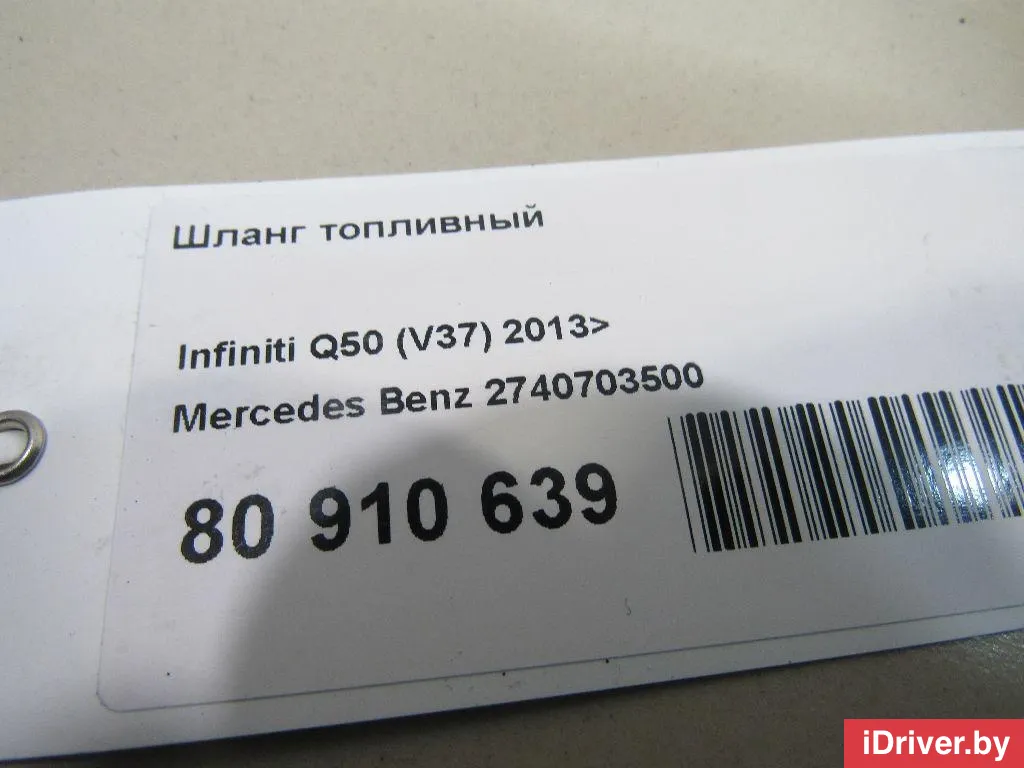 Шланг топливный
Infiniti Q50 (V37) 2013>
Mercedes Benz 2740703500
80 910 639
iDriver.by